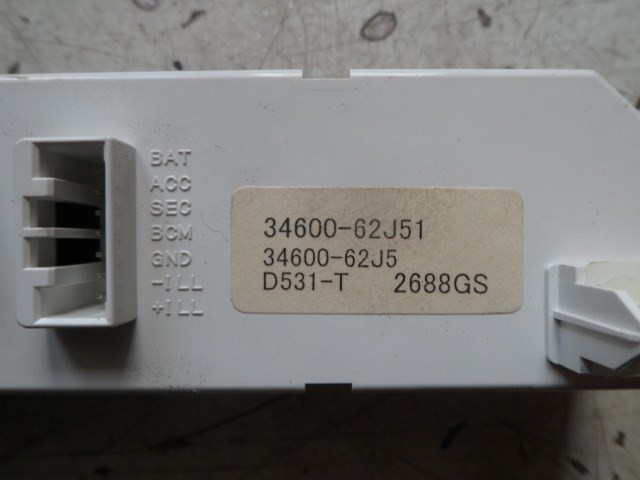 BAT
ACC
SEC
BCM
GND
-ILL
+ILL
34600-62J51
34600-62J5
D531-T 2688GS